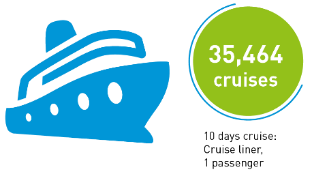 35,464
cruises
10 days cruise:
Cruise liner,
1 passenger